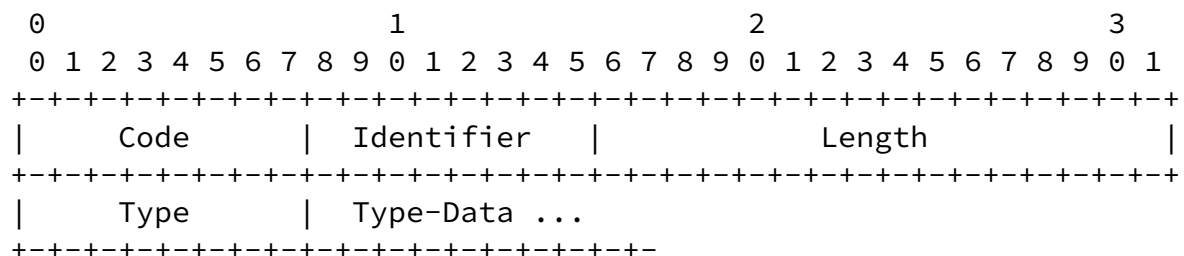 0                   1                   2                   3
 0 1 2 3 4 5 6 7 8 9 0 1 2 3 4 5 6 7 8 9 0 1 2 3 4 5 6 7 8 9 0 1
+-+-+-+-+-+-+-+-+-+-+-+-+-+-+-+-+-+-+-+-+-+-+-+-+-+-+-+-+-+-+-+-+
|     Code      |  Identifier   |            Length             |
+-+-+-+-+-+-+-+-+-+-+-+-+-+-+-+-+-+-+-+-+-+-+-+-+-+-+-+-+-+-+-+-+
|     Type      |  Type-Data ...
+-+-+-+-+-+-+-+-+-+-+-+-+-+-+-+-+-+-